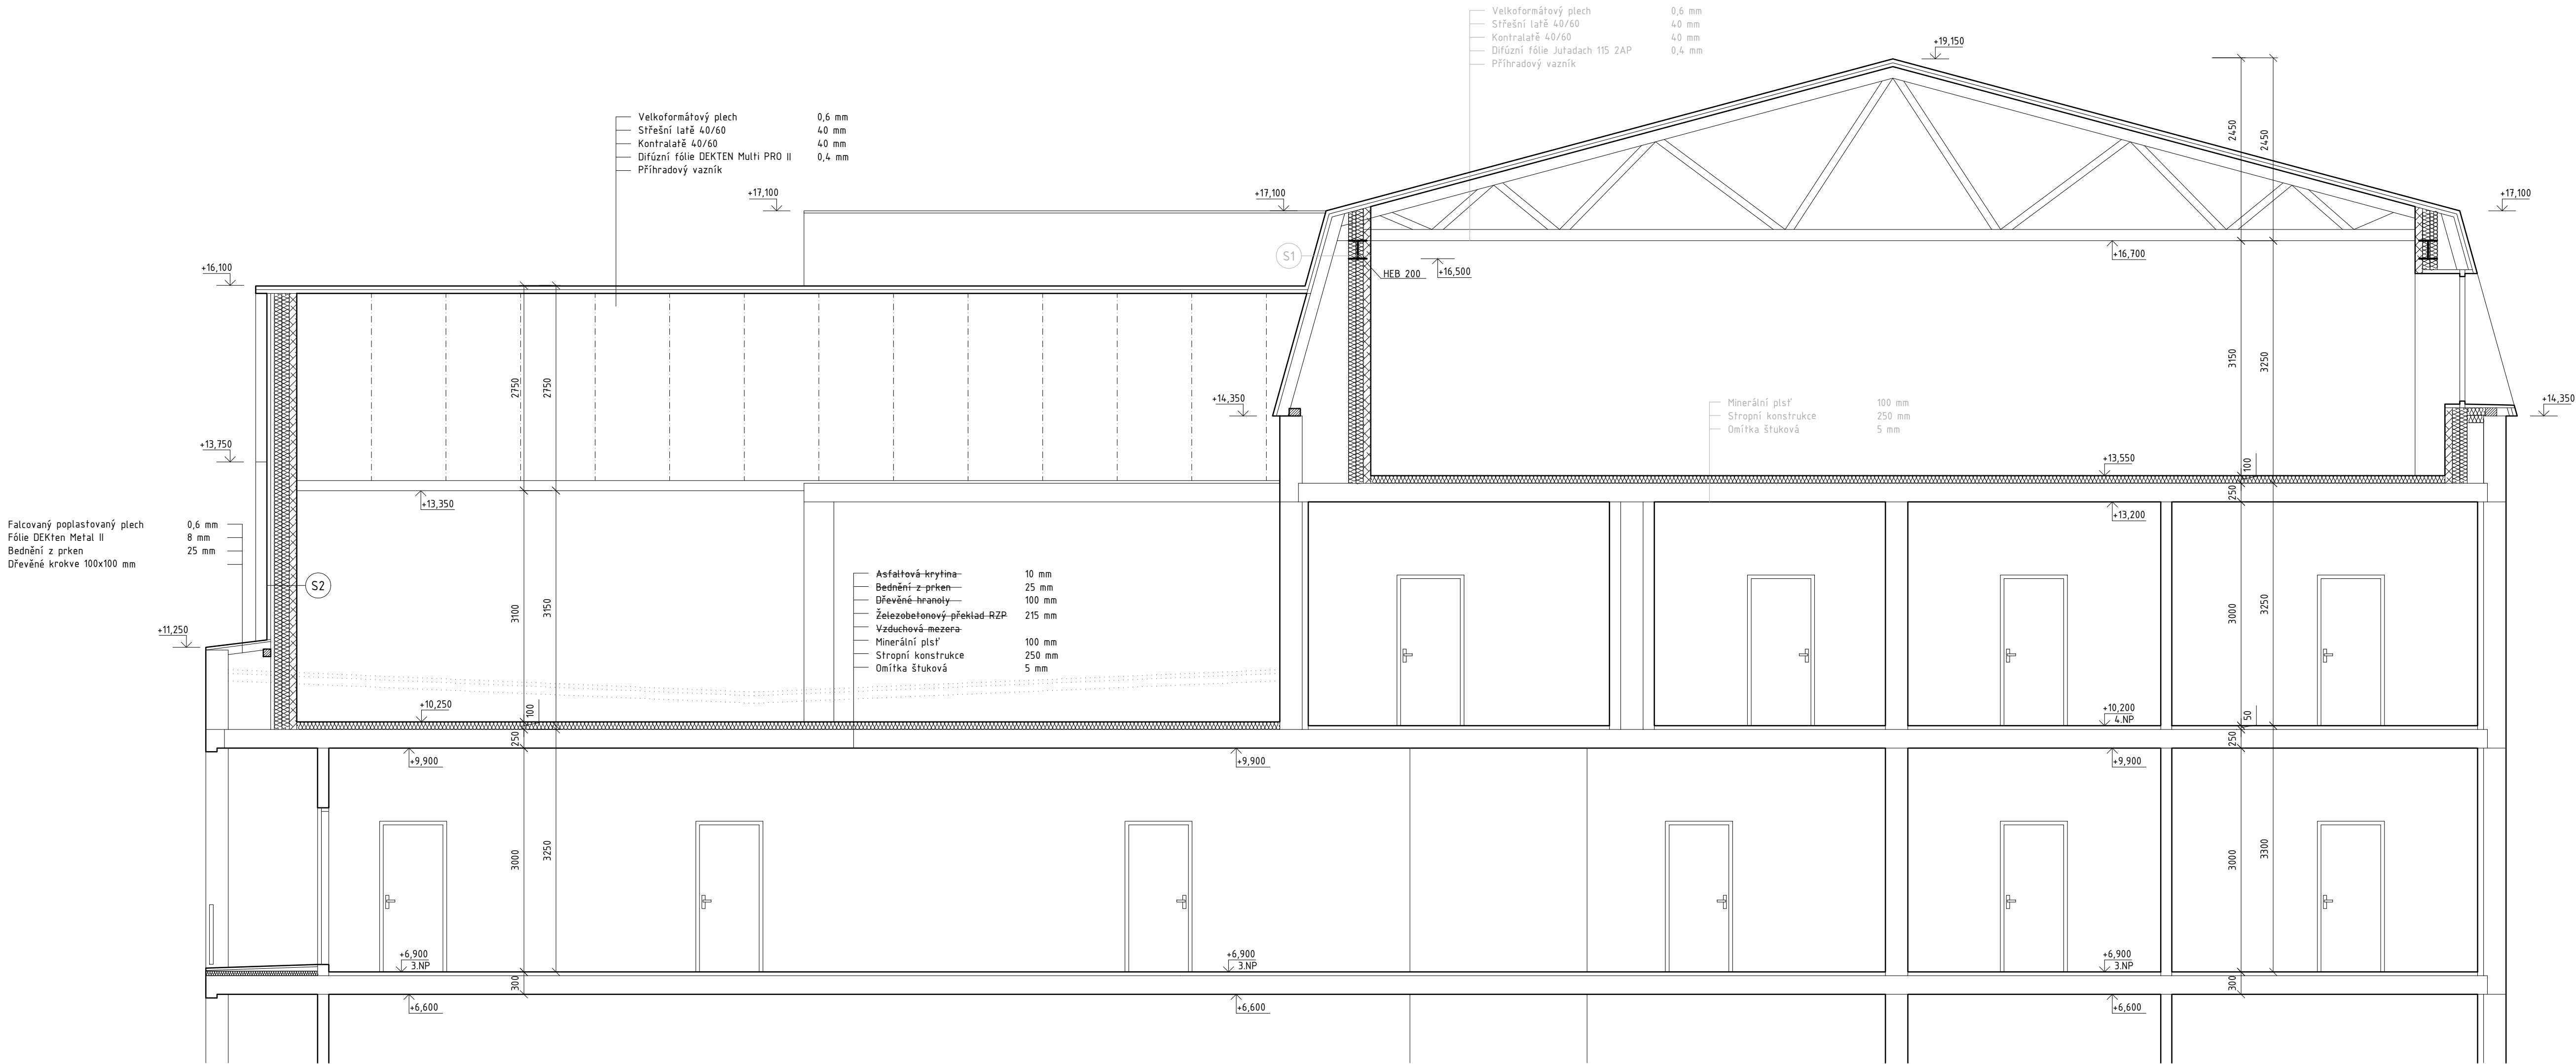 Velkoformátový plech 0,6 mm
Střešní latě 40/60 40 mm
Kontralatě 40/60 40 mm
Difúzní fólie Jutadach 115 2AP 0,4 mm
Příhradový vazník
+19,150
Velkoformátový plech 0,6 mm
Střešní latě 40/60 40 mm
Kontralatě 40/60 40 mm
Difúzní fólie DEKTEN Multi PRO II 0,4 mm
Příhradový vazník
2450
2450
+17,100
+17,100
+17,100
S1
+16,100
HEB 200
+16,500
+16,700
2750
2750
3150
3250
+14,350
+14,350
Minerální plsť 100 mm
Stropní konstrukce 250 mm
Omítka štuková 5 mm
+13,750
+13,550
100
250
+13,350
+13,200
Falcovaný poplastovaný plech 0,6 mm
Fólie DEKten Metal II 8 mm
Bednění z prken 25 mm
Dřevěné krokve 100x100 mm
S2
3100
3150
Asfaltová krytina 10 mm
Bednění z prken 25 mm
Dřevěné hranoly 100 mm
Železobetonový překlad RZP 215 mm
Vzduchová mezera
Minerální plsť 100 mm
Stropní konstrukce 250 mm
Omítka štuková 5 mm
3000
3250
+11,250
+10,250
100
250
+10,200
4.NP
50
250
+9,900
+9,900
+9,900
3000
3250
3000
3300
+6,900
3.NP
+6,900
3.NP
+6,900
3.NP
300
300
+6,600
+6,600
+6,600